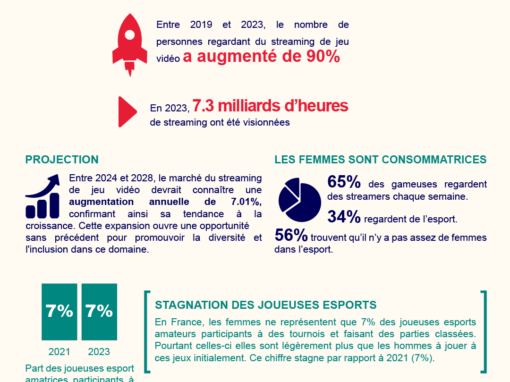 Entre 2019 et 2023, le nombre de
personnes regardant du streaming de jeu
vidéo a augmenté de 90%
En 2023, 7.3 milliards d’heures
de streaming ont été visionnées
PROJECTION
Entre 2024 et 2028, le marché du streaming
de jeu vidéo devrait connaître une
augmentation annuelle de 7.01%,
confirmant ainsi sa tendance à la
croissance. Cette expansion ouvre une opportunité
sans précédent pour promouvoir la diversité et
l'inclusion dans ce domaine.
LES FEMMES SONT CONSOMMATRICES
65% des gameuses regardent
des streamers chaque semaine.
34% regardent de l’esport.
56% trouvent qu’il n’y a pas assez de femmes
dans l’esport.
7% 7%
2021 2023
Part des joueuses esport
amatrices participants à
STAGNATION DES JOUEUSES ESPORTS
En France, les femmes ne représentent que 7% des joueuses esports
amateurs participants à des tournois et faisant des parties classées.
Pourtant celles-ci elles sont légèrement plus que les hommes à jouer à
ces jeux initialement. Ce chiffre stagne par rapport à 2021 (7%).